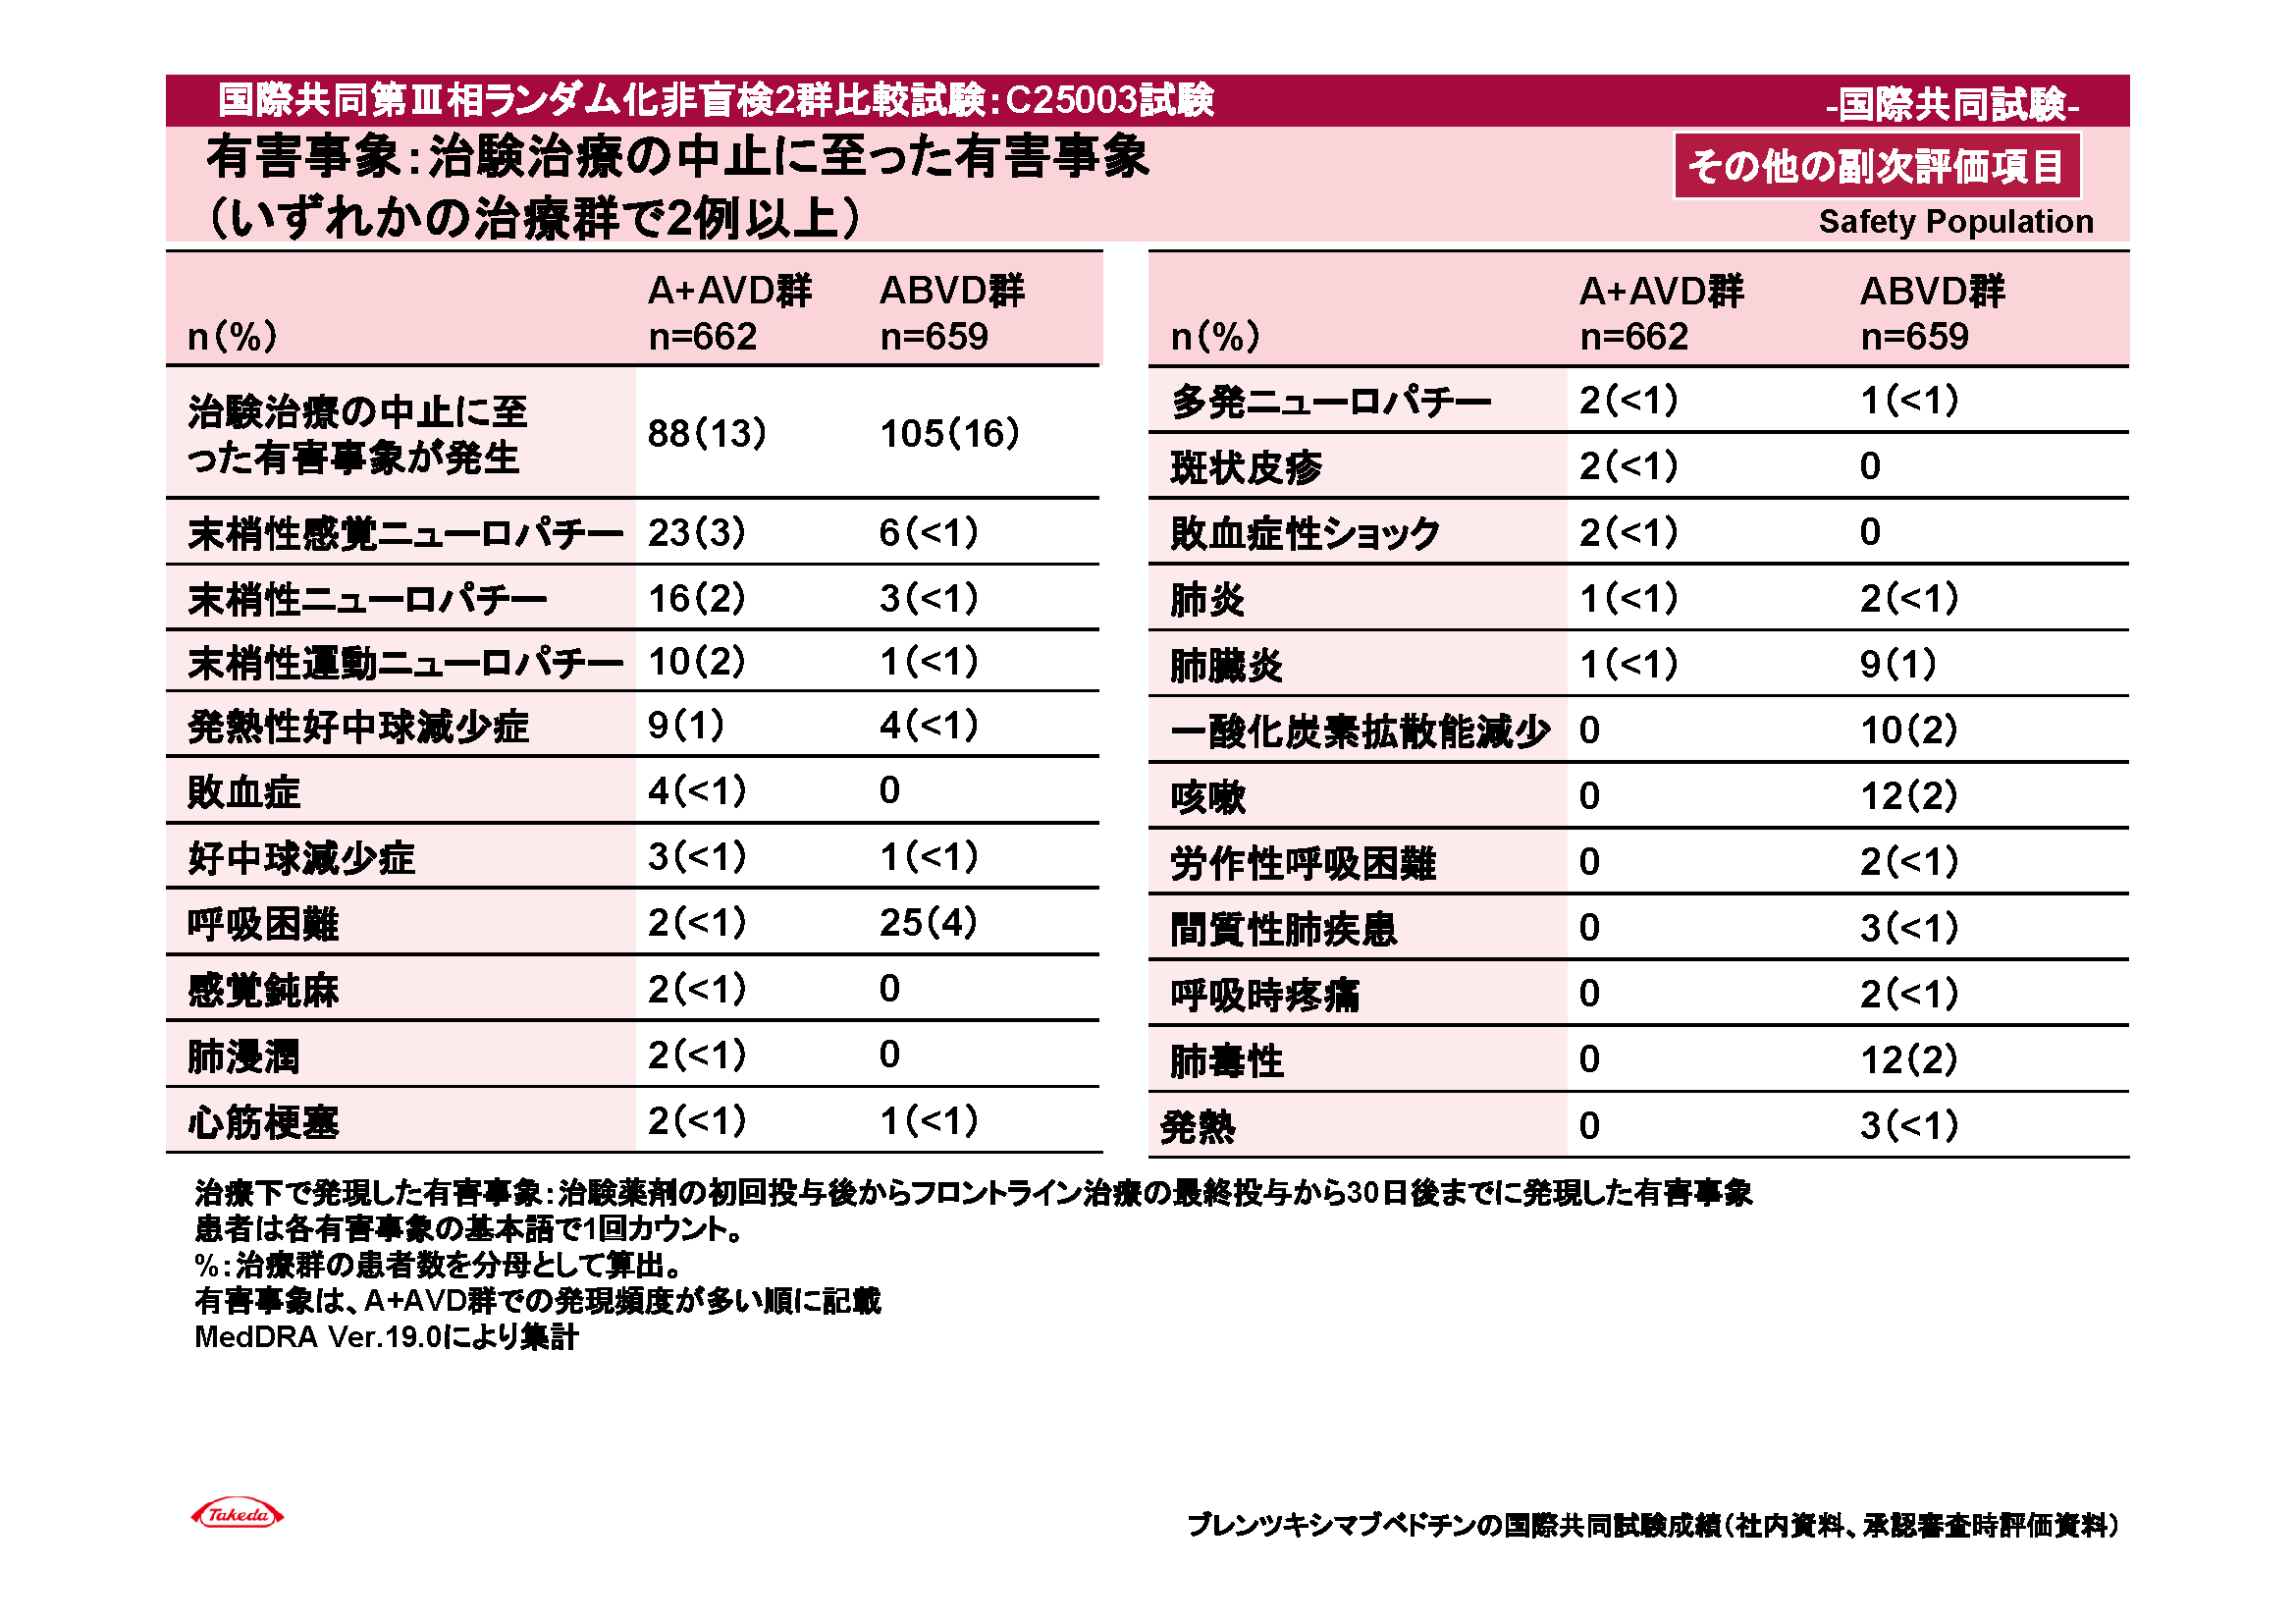 国際共同第Ⅲ相ランダム化非盲検2群比較試験：C25003試験
-国際共同試験-
有害事象：治験治療の中止に至った有害事象
（いずれかの治療群で2例以上）
その他の副次評価項目
Safety Population
n（%） A+AVD群 n=662 ABVD群 n=659
治験治療の中止に至
った有害事象が発生 88（13） 105（16）
末梢性感覚ニューロパチー 23（3） 6（<1）
末梢性ニューロパチー 16（2） 3（<1）
末梢性運動ニューロパチー 10（2） 1（<1）
発熱性好中球減少症 9（1） 4（<1）
敗血症 4（<1） 0
好中球減少症 3（<1） 1（<1）
呼吸困難 2（<1） 25（4）
感覚鈍麻 2（<1） 0
肺浸潤 2（<1） 0
心筋梗塞 2（<1） 1（<1）
n（%） A+AVD群 n=662 ABVD群 n=659
多発ニューロパチー 2（<1） 1（<1）
斑状皮疹 2（<1） 0
敗血症性ショック 2（<1） 0
肺炎 1（<1） 2（<1）
肺臓炎 1（<1） 9（1）
一酸化炭素拡散能減少 0 10（2）
咳嗽 0 12（2）
労作性呼吸困難 0 2（<1）
間質性肺疾患 0 3（<1）
呼吸時疼痛 0 2（<1）
肺毒性 0 12（2）
発熱 0 3（<1）
治療下で発現した有害事象：治験薬剤の初回投与後からフロントライン治療の最終投与から30日後までに発現した有害事象
患者は各有害事象の基本語で1回カウント。
%：治療群の患者数を分母として算出。
有害事象は、A+AVD群での発現頻度が多い順に記載
MedDRA Ver.19.0により集計
Takeda
ブレンツキシマブベドチンの国際共同試験成績（社内資料、承認審査時評価資料）